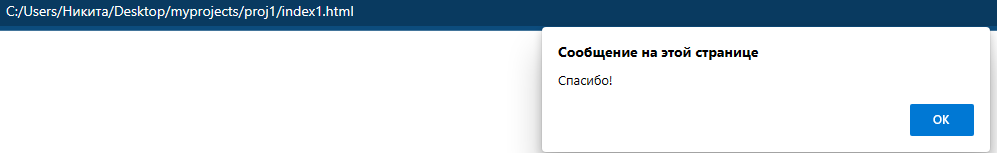 C:/Users/Никита/Desktop/myprojects/proj1/index1.html
Сообщение на этой странице
Спасибо!
ОК